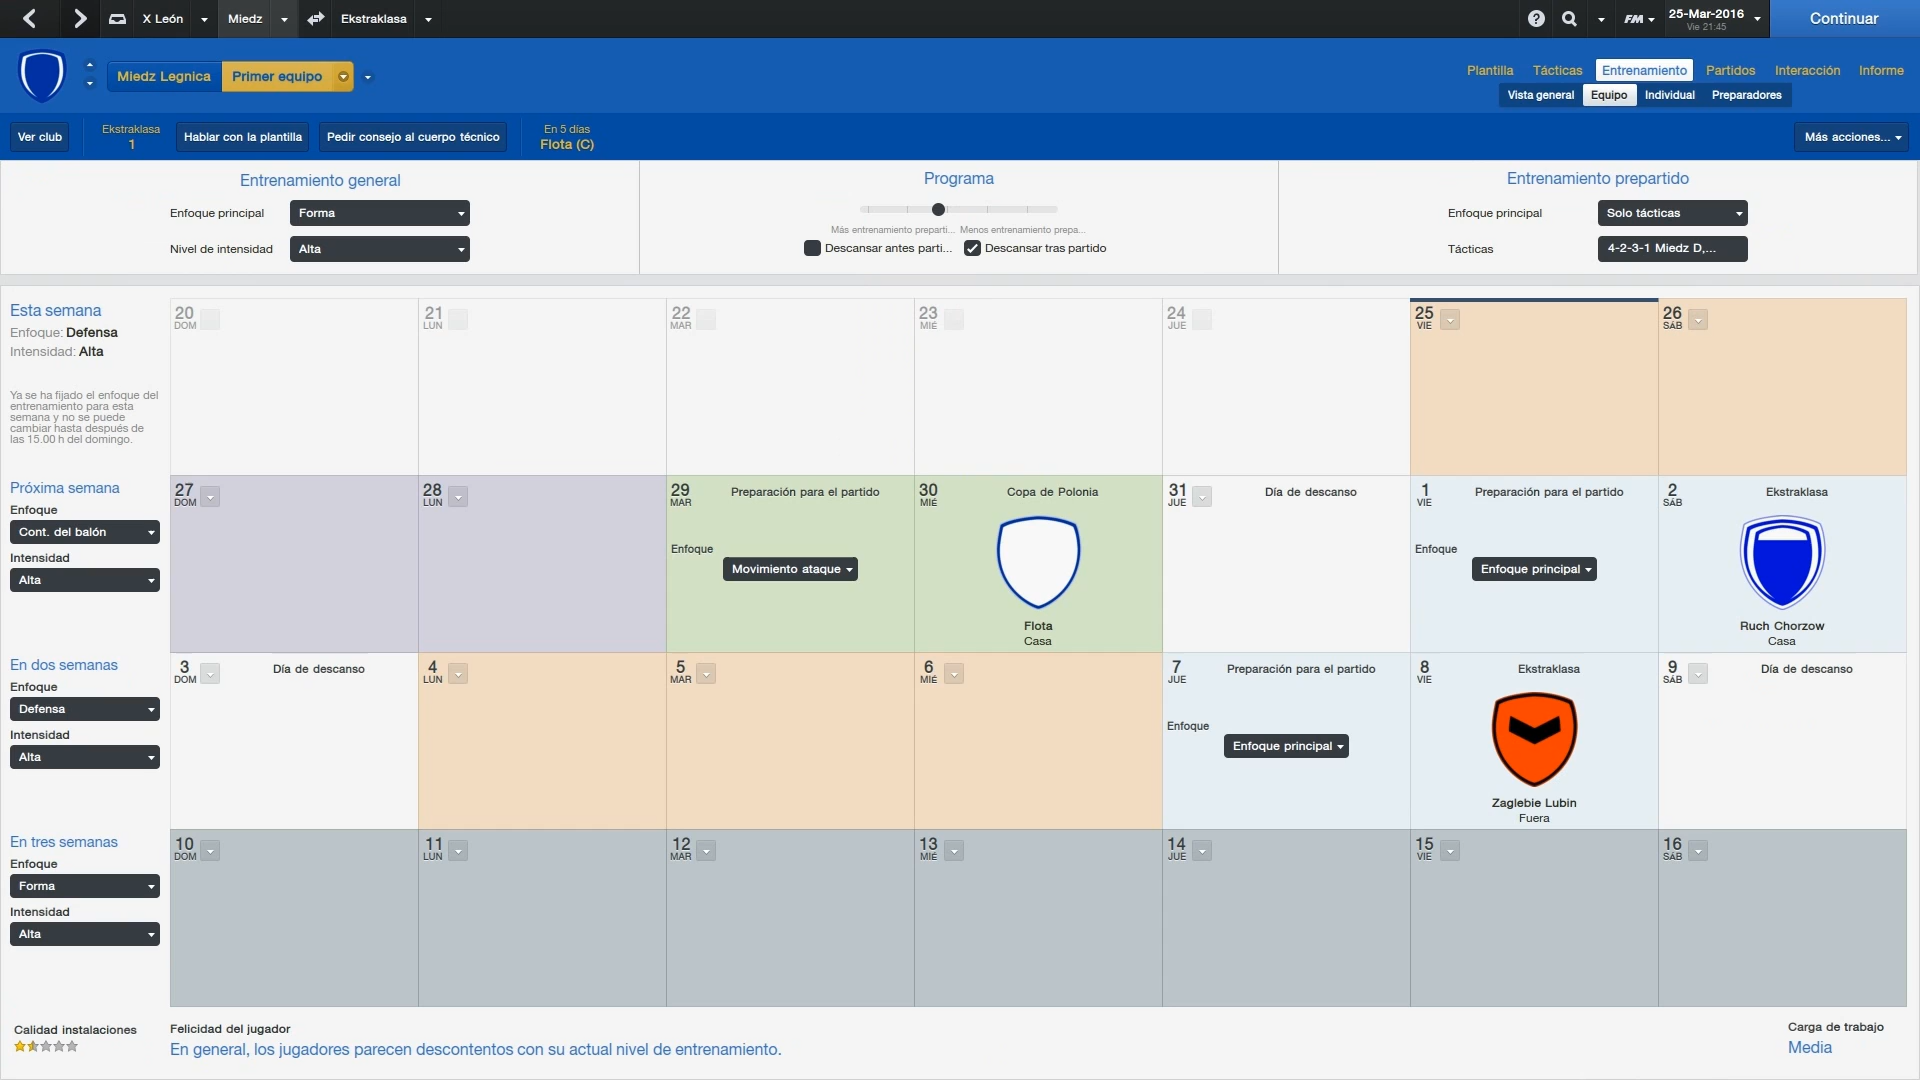 X León
Miedz
Ekstraklasa
FM
25-Mar-2016
Vie 21:45
Continuar
Miedz Legnica
Primer equipo
Plantilla
Tácticas
Entrenamiento
Partidos
Interacción
Informe
Vista general
Equipo
Individual
Preparadores
Ver club
Ekstraklasa
1
Hablar con la plantilla
Pedir consejo al cuerpo técnico
En 5 días
Flota (C)
Más acciones...
Entrenamiento general
Enfoque principal
Forma
Nivel de intensidad
Alta
Programa
Más entrenamiento preparti...
Menos entrenamiento prepa...
Descansar antes parti...
Descansar tras partido
Entrenamiento prepartido
Enfoque principal
Solo tácticas
Tácticas
4-2-3-1 Miedz D,...
Esta semana
Enfoque: Defensa
Intensidad: Alta
Ya se ha fijado el enfoque del
entrenamiento para esta
semana y no se puede
cambiar hasta después de
las 15.00 h del domingo.
20
DOM
21
LUN
22
MAR
23
MIÉ
24
JUE
25
VIE
26
SÁB
Próxima semana
Enfoque
Cont. del balón
Intensidad
Alta
27
DOM
28
LUN
29
MAR
Preparación para el partido
Enfoque
Movimiento ataque
30
MIÉ
Copa de Polonia
Flota
Casa
31
JUE
Día de descanso
1
VIE
Preparación para el partido
Enfoque
Enfoque principal
2
SÁB
Ekstraklasa
Ruch Chorzow
Casa
En dos semanas
Enfoque
Defensa
Intensidad
Alta
3
DOM
Día de descanso
4
LUN
5
MAR
6
MIÉ
7
JUE
Preparación para el partido
Enfoque
Enfoque principal
8
VIE
Ekstraklasa
Zaglebie Lubin
Fuera
9
SÁB
Día de descanso
En tres semanas
Enfoque
Forma
Intensidad
Alta
10
DOM
11
LUN
12
MAR
13
MIÉ
14
JUE
15
VIE
16
SÁB
Calidad instalaciones
Felicidad del jugador
En general, los jugadores parecen descontentos con su actual nivel de entrenamiento.
Carga de trabajo
Media